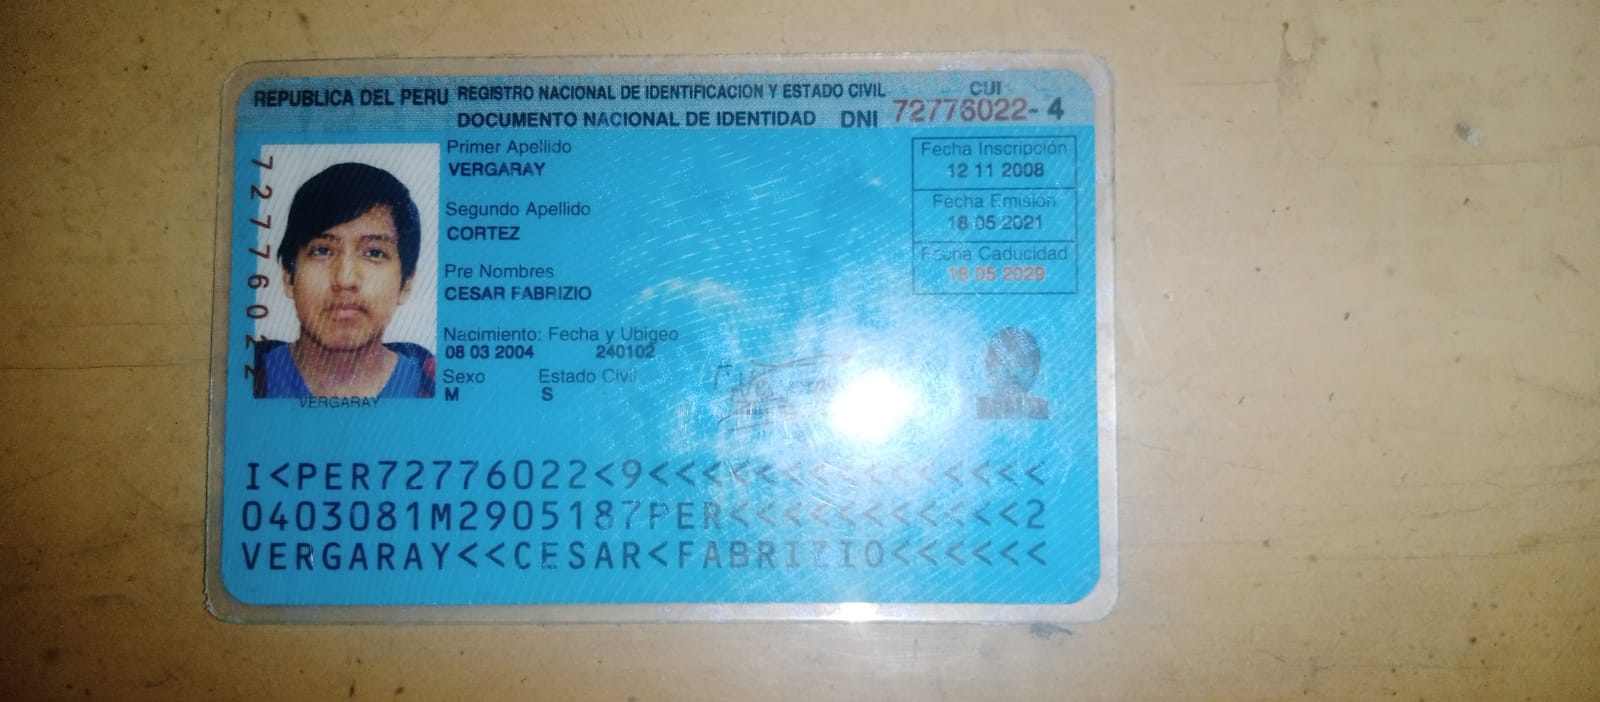 REPUBLICA DEL PERU REGISTRO NACIONAL DE IDENTIFICACION Y ESTADO CIVIL CUI
DOCUMENTO NACIONAL DE IDENTIDAD DNI 72776022-4
72776022
Primer Apellido
VERGARAY
Segundo Apellido
CORTEZ
Pre Nombres
CESAR FABRIZIO
Nacimiento: Fecha y Ubigeo
08 03 2004 240102
Sexo Estado Civil
M S
VERGARAY
Fecha Inscripción
12 11 2008
Fecha Emisión
18 05 2021
Fecha Caducidad
18 05 2029
I<PER72776022<9<<<<<<<<<<<<<<<
0403081M2905187PER<<<<<<<<<<<2
VERGARAY<<CESAR<FABRIZIO<<<<<<